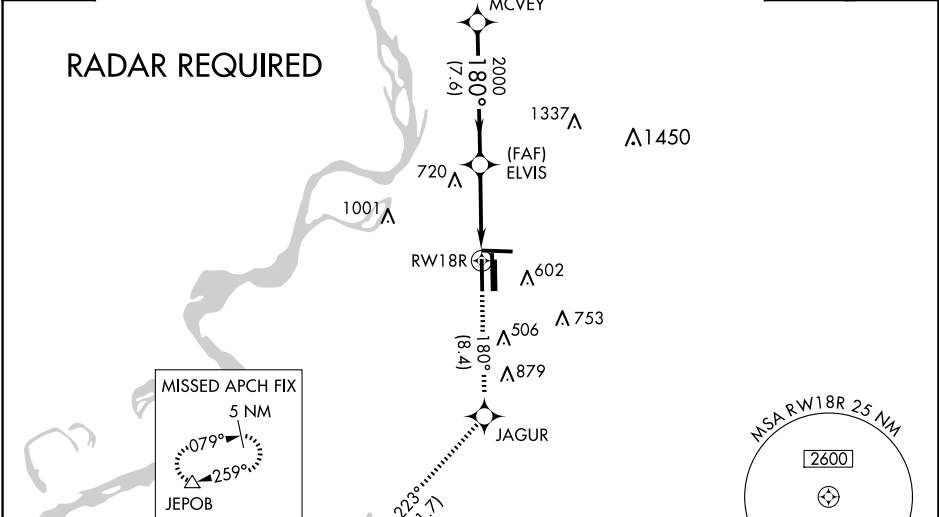 MCVEY
RADAR REQUIRED
2000
180°
(7.6)
1337
1450
(FAF)
ELVIS
720
1001
RW18R
602
753
506
180°
(8.4)
879
MISSED APCH FIX
5 NM
079°
259°
JEPOB
JAGUR
MSA RW18R 25 NM
2600
223°